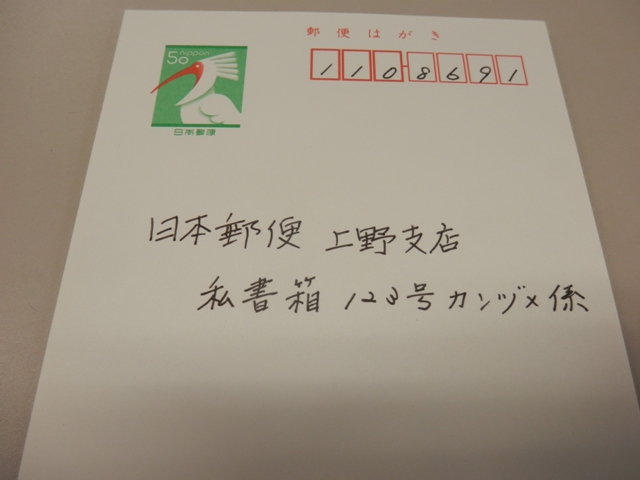 郵便はがき
50 nippon
1108691
日本郵便
日本郵便 上野支店
私書箱 123号カンヅメ係